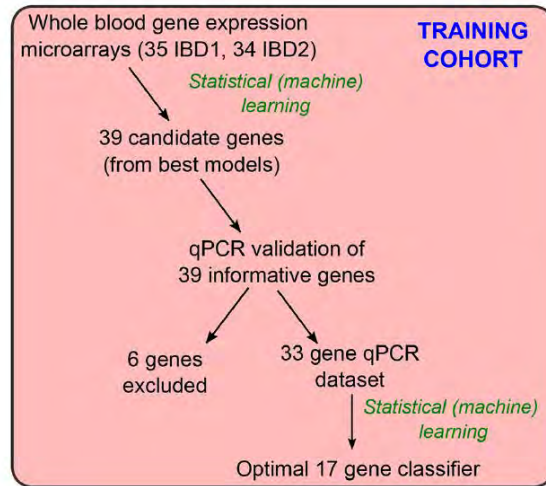 Whole blood gene expression
microarrays (35 IBD1, 34 IBD2)
TRAINING
COHORT
Statistical (machine)
learning
39 candidate genes
(from best models)
qPCR validation of
39 informative genes
6 genes
excluded
33 gene qPCR
dataset
Statistical (machine)
learning
Optimal 17 gene classifier